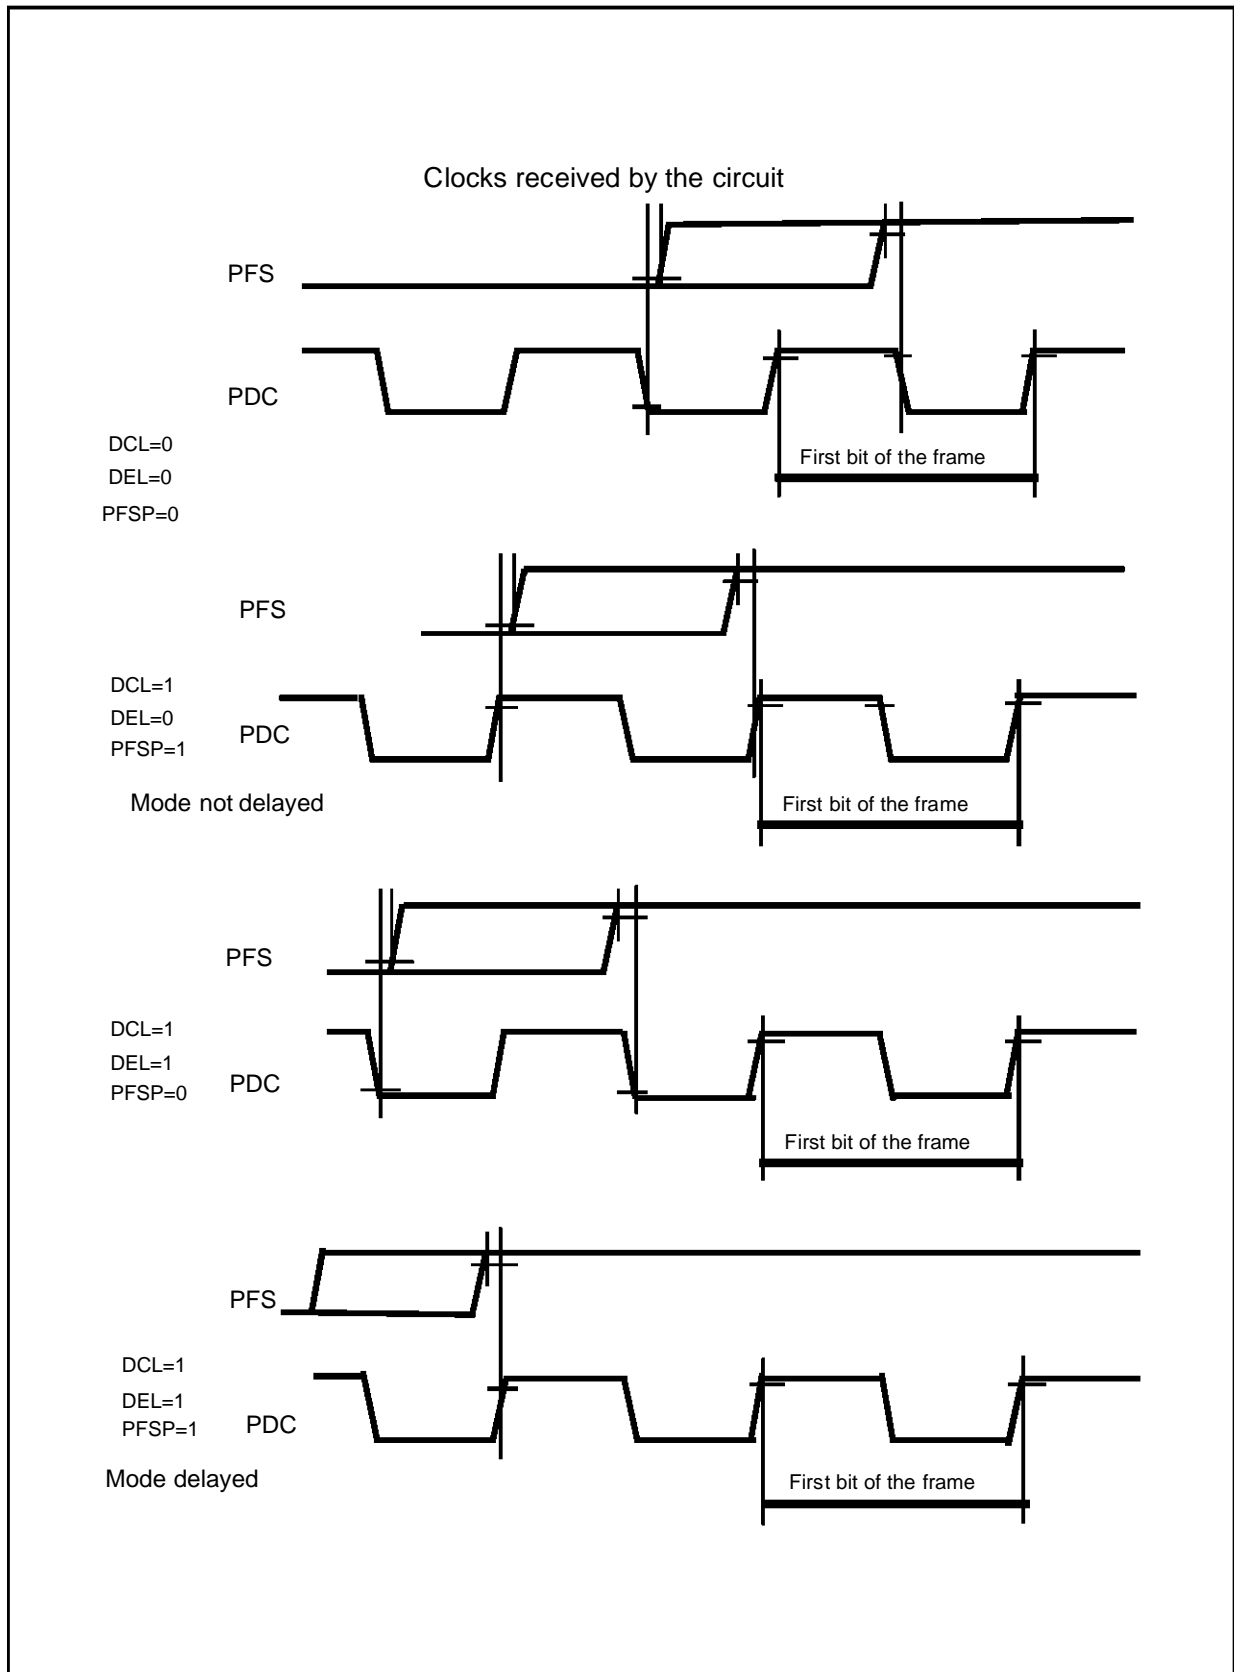 Clocks received by the circuit
PFS
PDC
DCL=0
DEL=0
PFSP=0
First bit of the frame
PFS
DCL=1
DEL=0
PFSP=1
PDC
Mode not delayed
First bit of the frame
PFS
DCL=1
DEL=1
PFSP=0
PDC
First bit of the frame
PFS
DCL=1
DEL=1
PFSP=1
PDC
Mode delayed
First bit of the frame